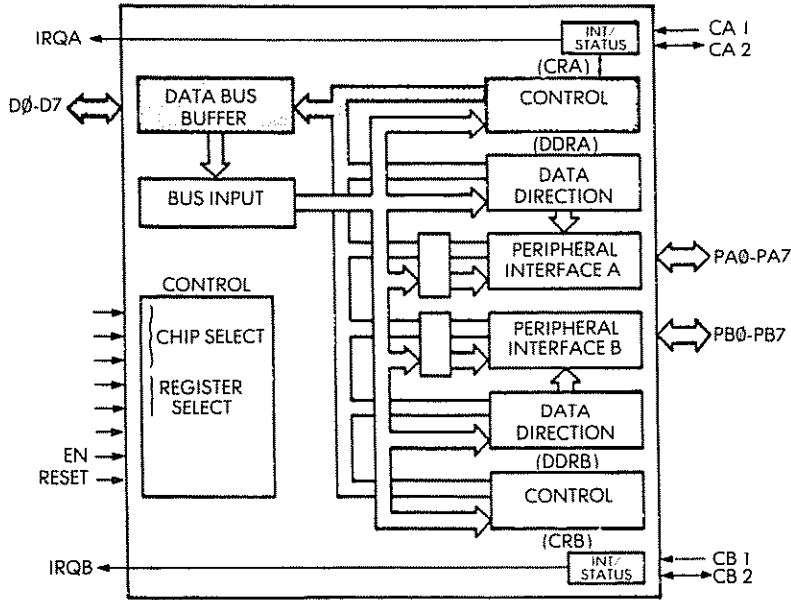 IRQA
INT/
STATUS
CA 1
CA 2
(CRA)
CONTROL
DØ-D7
DATA BUS
BUFFER
(DDRA)
DATA
DIRECTION
BUS INPUT
PERIPHERAL
INTERFACE A
PAØ-PA7
CONTROL
CHIP SELECT
PERIPHERAL
INTERFACE B
PBØ-PB7
REGISTER
SELECT
DATA
DIRECTION
EN
RESET
(DDRB)
CONTROL
(CRB)
IRQB
INT/
STATUS
CB 1
CB 2